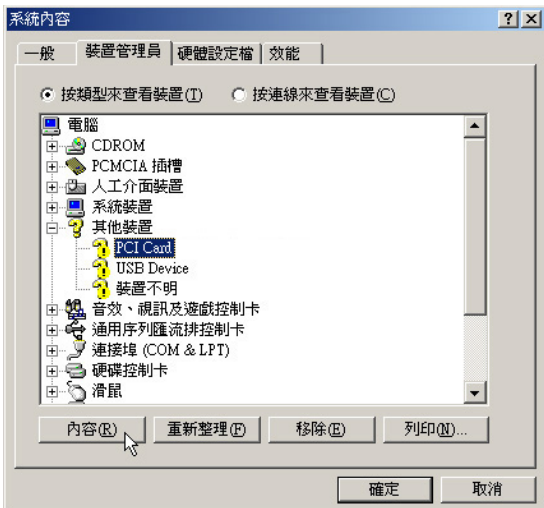 系統內容
一般 裝置管理員 硬體設定檔 效能
按類型來查看裝置(T) 按連線來查看裝置(C)
電腦
CDROM
PCMCIA 插槽
人工介面裝置
系統裝置
其他裝置
PCI Card
USB Device
裝置不明
音效、視訊及遊戲控制卡
通用序列匯流排控制卡
連接埠 (COM & LPT)
硬碟控制卡
滑鼠
內容(R) 重新整理(F) 移除(E) 列印(N)...
確定 取消